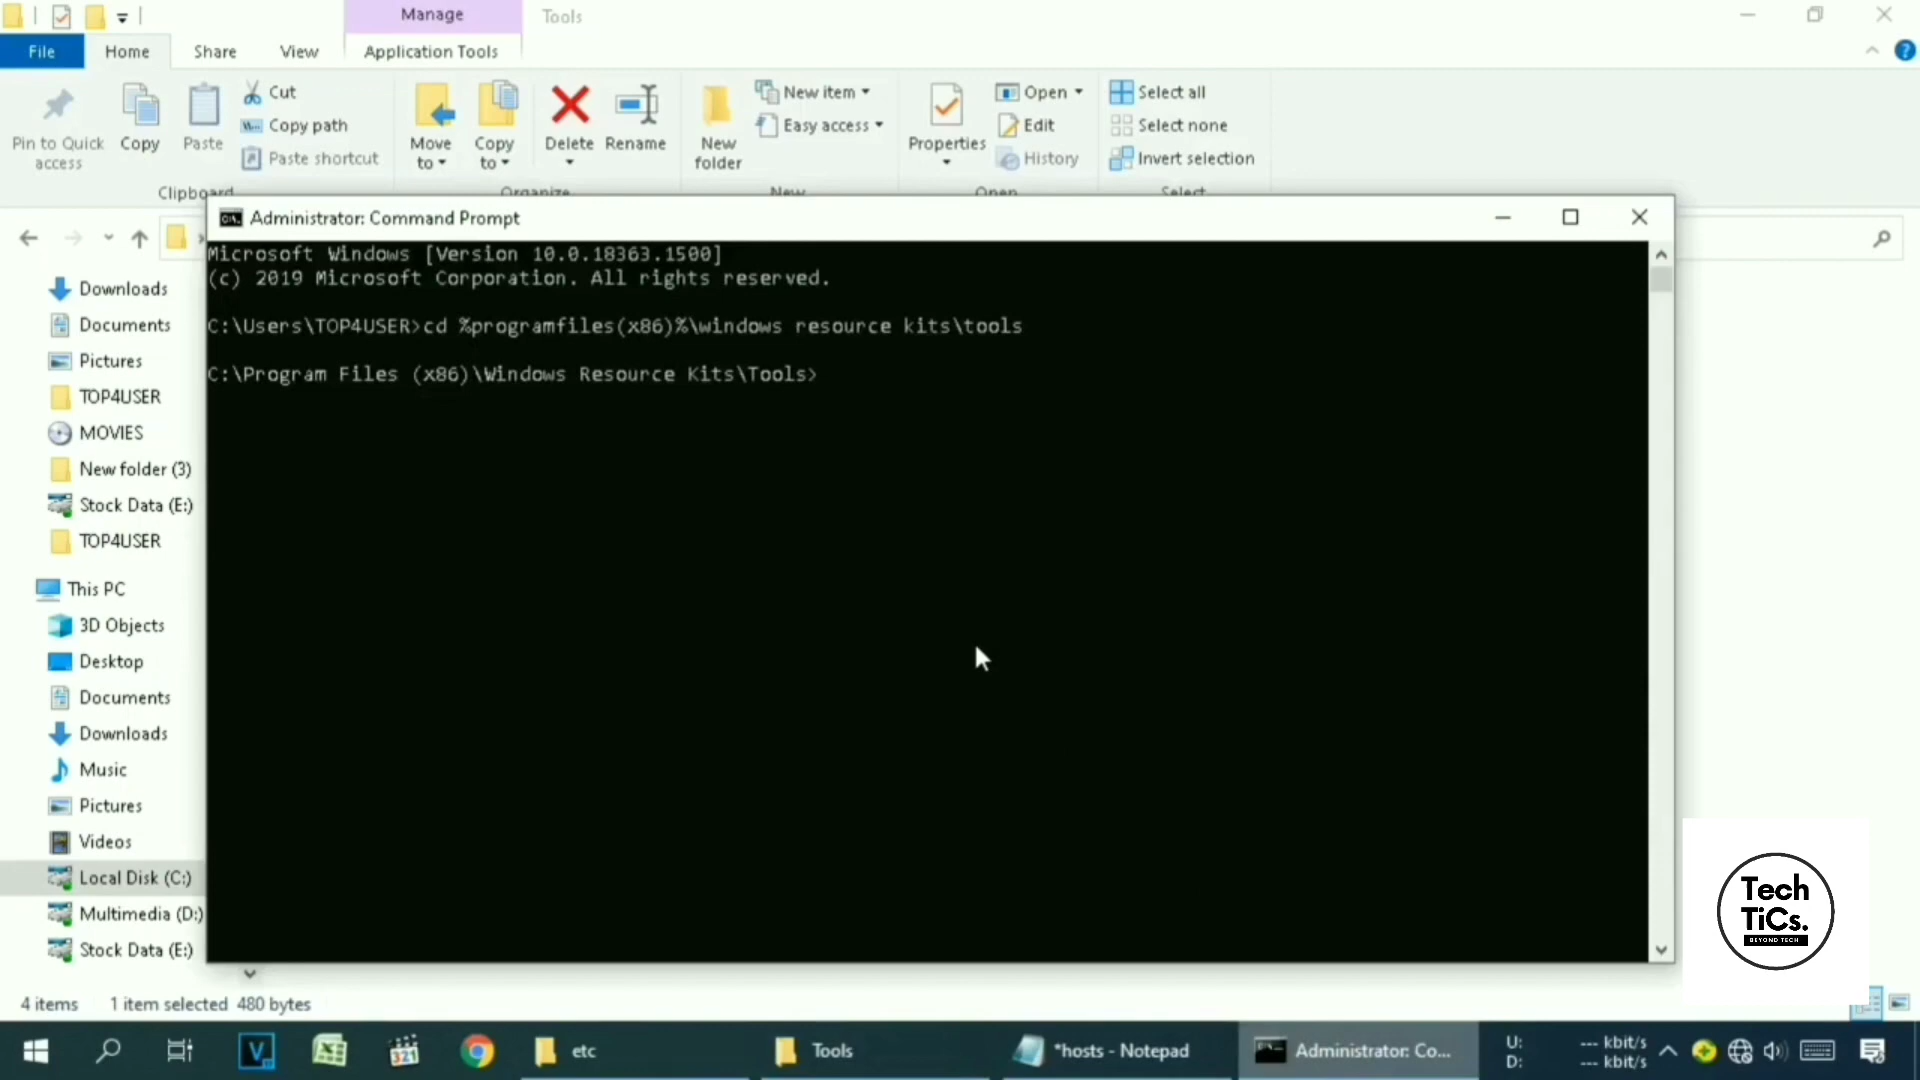 Manage
Tools
File
Home
Share
View
Application Tools
Pin to Quick access
Copy
Paste
Cut
Copy path
Paste shortcut
Clipboard
Move to
Copy to
Delete
Rename
Organize
New folder
New item
Easy access
New
Properties
Open
Edit
History
Open
Select all
Select none
Invert selection
Select
Administrator: Command Prompt
Microsoft Windows [Version 10.0.18363.1500]
(c) 2019 Microsoft Corporation. All rights reserved.
C:\Users\TOP4USER>cd %programfiles(x86)%\windows resource kits\tools
C:\Program Files (x86)\Windows Resource Kits\Tools>
Downloads
Documents
Pictures
TOP4USER
MOVIES
New folder (3)
Stock Data (E:)
TOP4USER
This PC
3D Objects
Desktop
Documents
Downloads
Music
Pictures
Videos
Local Disk (C:)
Multimedia (D:)
Stock Data (E:)
Tech
TiCs.
BEYOND TECH
4 items
1 item selected 480 bytes
etc
Tools
*hosts - Notepad
Administrator: Co...
U: --- kbit/s
D: --- kbit/s